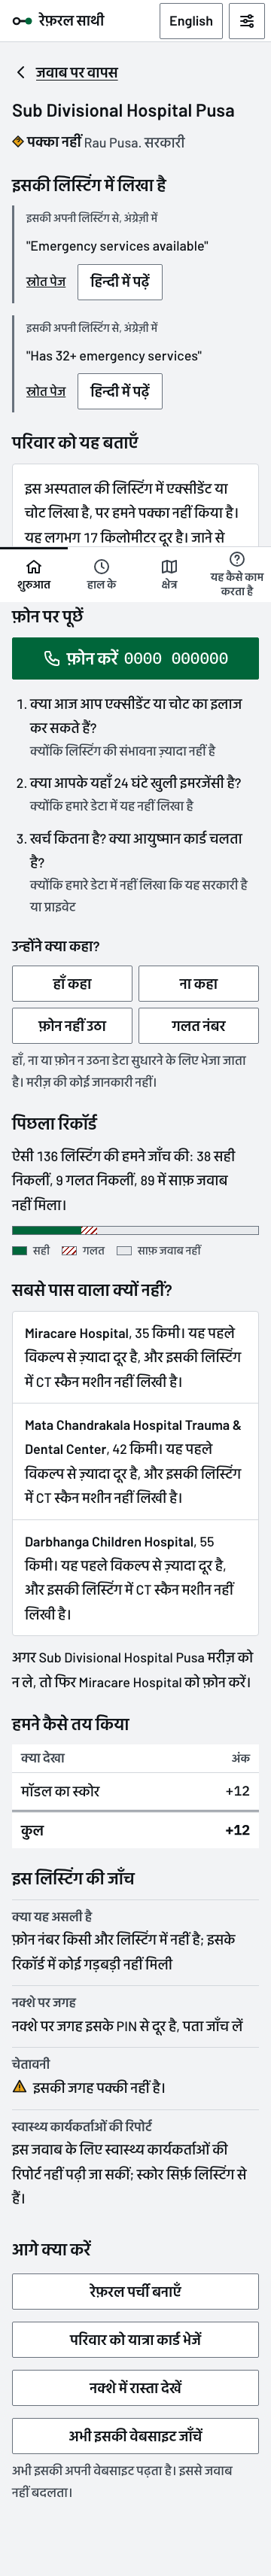 रेफ़रल साथी
English
जवाब पर वापस
Sub Divisional Hospital Pusa
पक्का नहीं Rau Pusa. सरकारी
इसकी लिस्टिंग में लिखा है
इसकी अपनी लिस्टिंग से, अंग्रेज़ी में
"Emergency services available"
स्रोत पेज
हिन्दी में पढ़ें
इसकी अपनी लिस्टिंग से, अंग्रेज़ी में
"Has 32+ emergency services"
स्रोत पेज
हिन्दी में पढ़ें
परिवार को यह बताएँ
इस अस्पताल की लिस्टिंग में एक्सीडेंट या
चोट लिखा है, पर हमने पक्का नहीं किया है।
यह लगभग 17 किलोमीटर दूर है। जाने से
शुरुआत
हाल के
क्षेत्र
यह कैसे काम
करता है
फ़ोन पर पूछें
फ़ोन करें 0000 000000
1. क्या आज आप एक्सीडेंट या चोट का इलाज
कर सकते हैं?
क्योंकि लिस्टिंग की संभावना ज़्यादा नहीं है
2. क्या आपके यहाँ 24 घंटे खुली इमरजेंसी है?
क्योंकि हमारे डेटा में यह नहीं लिखा है
3. खर्च कितना है? क्या आयुष्मान कार्ड चलता
है?
क्योंकि हमारे डेटा में नहीं लिखा कि यह सरकारी है
या प्राइवेट
उन्होंने क्या कहा?
हाँ कहा
ना कहा
फ़ोन नहीं उठा
गलत नंबर
हाँ, ना या फ़ोन न उठना डेटा सुधारने के लिए भेजा जाता
है। मरीज़ की कोई जानकारी नहीं।
पिछला रिकॉर्ड
ऐसी 136 लिस्टिंग की हमने जाँच की: 38 सही
निकलीं, 9 गलत निकलीं, 89 में साफ़ जवाब
नहीं मिला।
सही
गलत
साफ़ जवाब नहीं
सबसे पास वाला क्यों नहीं?
Miracare Hospital, 35 किमी। यह पहले
विकल्प से ज़्यादा दूर है, और इसकी लिस्टिंग
में CT स्कैन मशीन नहीं लिखी है।
Mata Chandrakala Hospital Trauma &
Dental Center, 42 किमी। यह पहले
विकल्प से ज़्यादा दूर है, और इसकी लिस्टिंग
में CT स्कैन मशीन नहीं लिखी है।
Darbhanga Children Hospital, 55
किमी। यह पहले विकल्प से ज़्यादा दूर है,
और इसकी लिस्टिंग में CT स्कैन मशीन नहीं
लिखी है।
अगर Sub Divisional Hospital Pusa मरीज़ को
न ले, तो फिर Miracare Hospital को फ़ोन करें।
हमने कैसे तय किया
क्या देखा
अंक
मॉडल का स्कोर
+12
कुल
+12
इस लिस्टिंग की जाँच
क्या यह असली है
फ़ोन नंबर किसी और लिस्टिंग में नहीं है; इसके
रिकॉर्ड में कोई गड़बड़ी नहीं मिली
नक्शे पर जगह
नक्शे पर जगह इसके PIN से दूर है, पता जाँच लें
चेतावनी
इसकी जगह पक्की नहीं है।
स्वास्थ्य कार्यकर्ताओं की रिपोर्ट
इस जवाब के लिए स्वास्थ्य कार्यकर्ताओं की
रिपोर्ट नहीं पढ़ी जा सकीं; स्कोर सिर्फ़ लिस्टिंग से
हैं।
आगे क्या करें
रेफ़रल पर्ची बनाएँ
परिवार को यात्रा कार्ड भेजें
नक्शे में रास्ता देखें
अभी इसकी वेबसाइट जाँचें
अभी इसकी अपनी वेबसाइट पढ़ता है। इससे जवाब
नहीं बदलता।